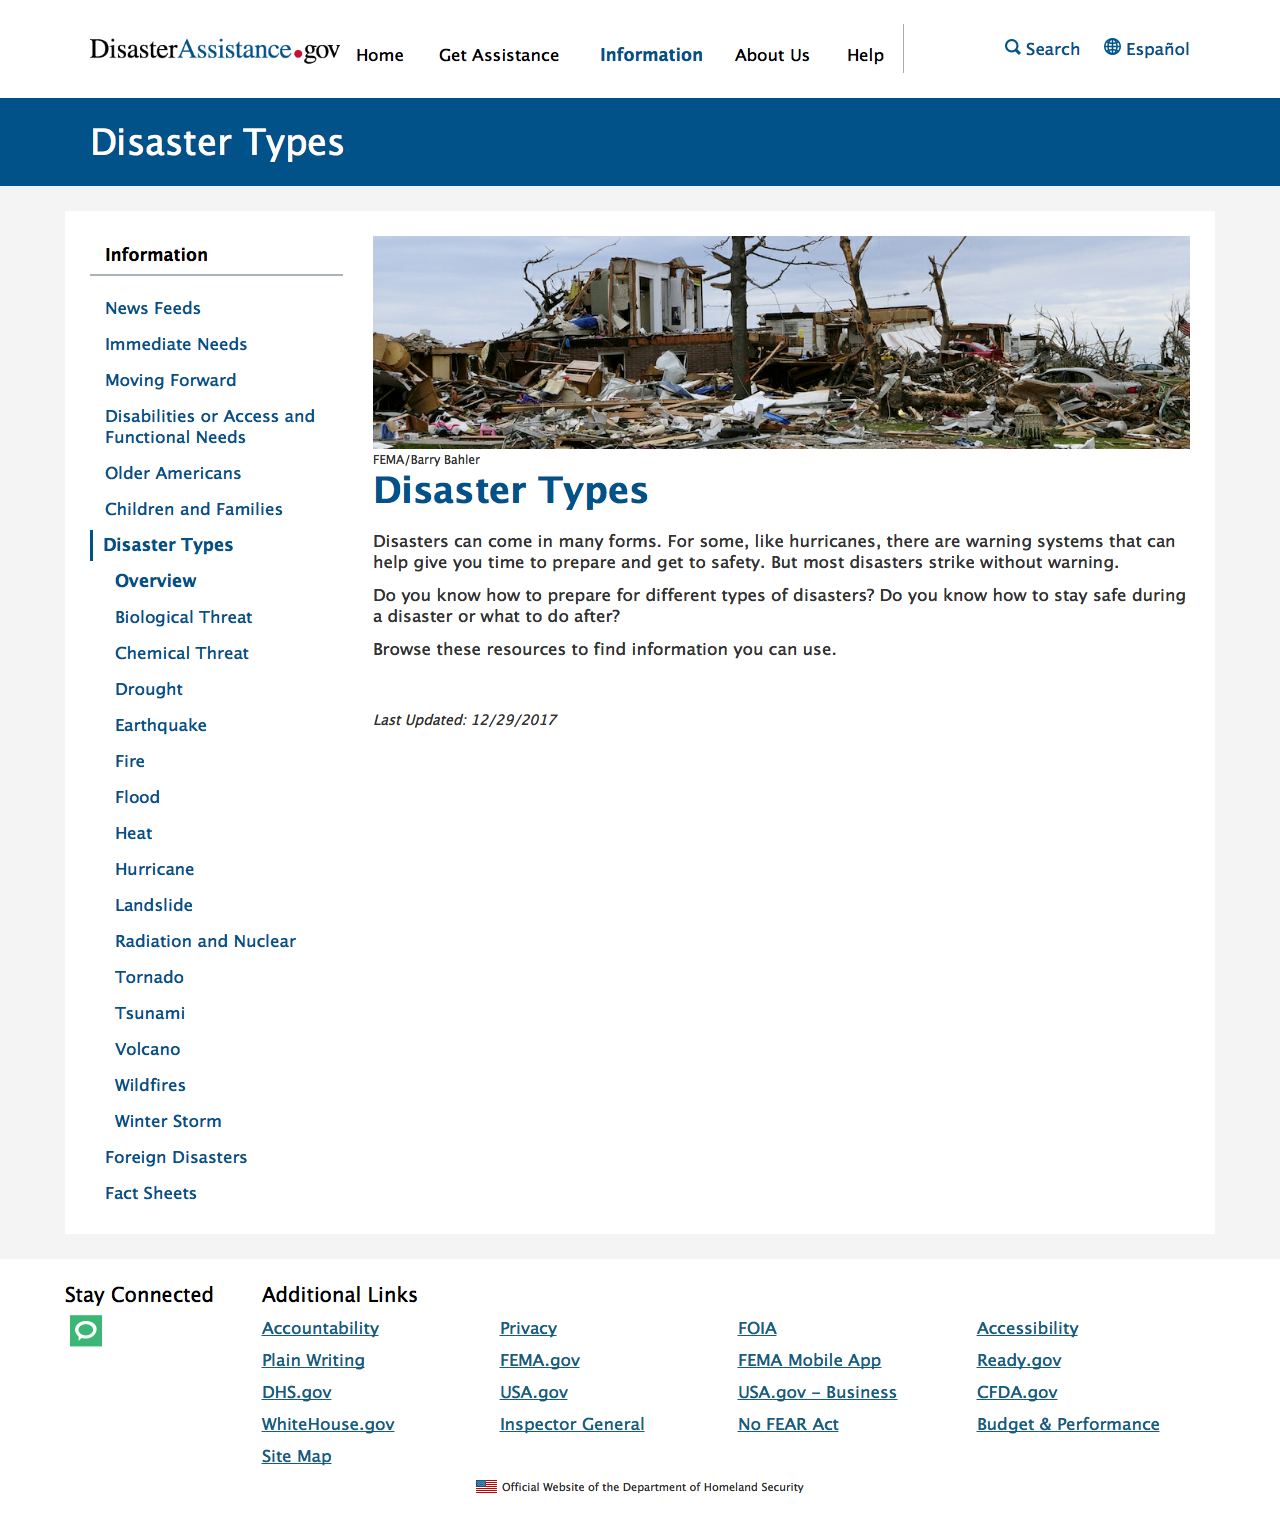 DisasterAssistance.gov
Home
Get Assistance
Information
About Us
Help
Search
Español
Disaster Types
Information
News Feeds
Immediate Needs
Moving Forward
Disabilities or Access and
Functional Needs
Older Americans
Children and Families
Disaster Types
Overview
Biological Threat
Chemical Threat
Drought
Earthquake
Fire
Flood
Heat
Hurricane
Landslide
Radiation and Nuclear
Tornado
Tsunami
Volcano
Wildfires
Winter Storm
Foreign Disasters
Fact Sheets
FEMA/Barry Bahler
Disaster Types
Disasters can come in many forms. For some, like hurricanes, there are warning systems that can
help give you time to prepare and get to safety. But most disasters strike without warning.
Do you know how to prepare for different types of disasters? Do you know how to stay safe during
a disaster or what to do after?
Browse these resources to find information you can use.
Last Updated: 12/29/2017
Stay Connected
Additional Links
Accountability
Privacy
FOIA
Accessibility
Plain Writing
FEMA.gov
FEMA Mobile App
Ready.gov
DHS.gov
USA.gov
USA.gov – Business
CFDA.gov
WhiteHouse.gov
Inspector General
No FEAR Act
Budget & Performance
Site Map
Official Website of the Department of Homeland Security